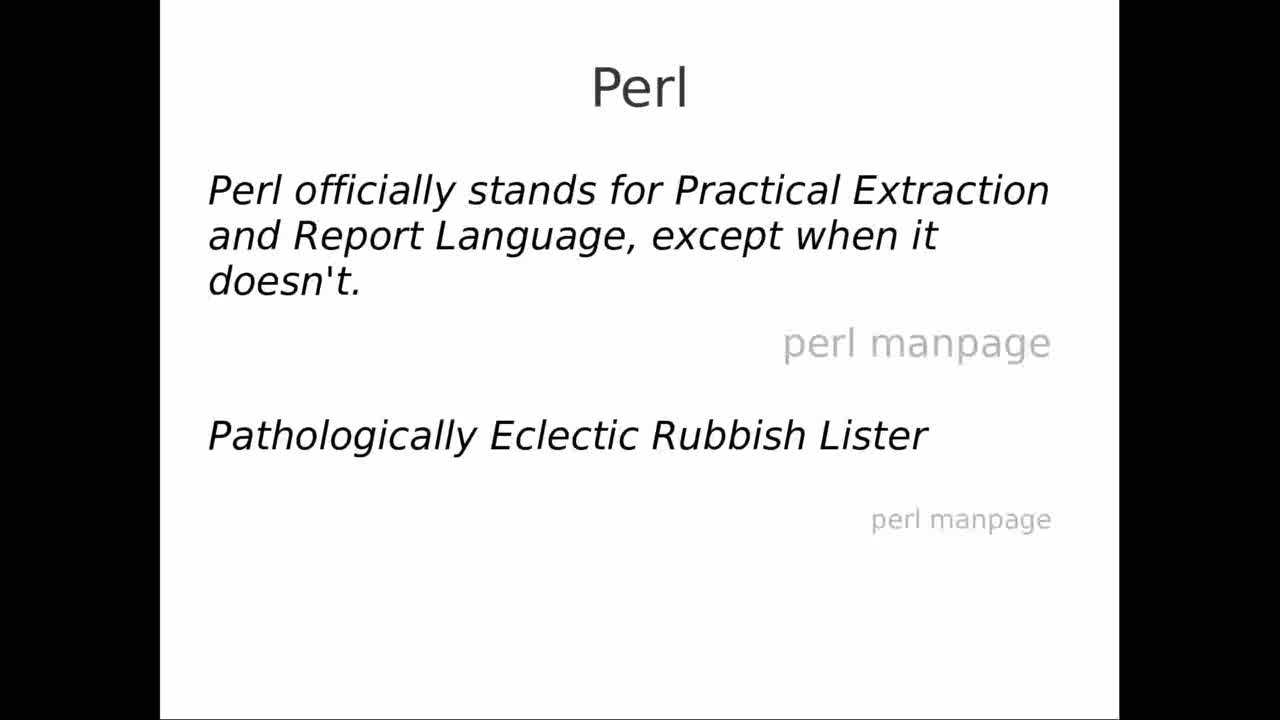 Perl
Perl officially stands for Practical Extraction
and Report Language, except when it
doesn't.
perl manpage
Pathologically Eclectic Rubbish Lister
perl manpage